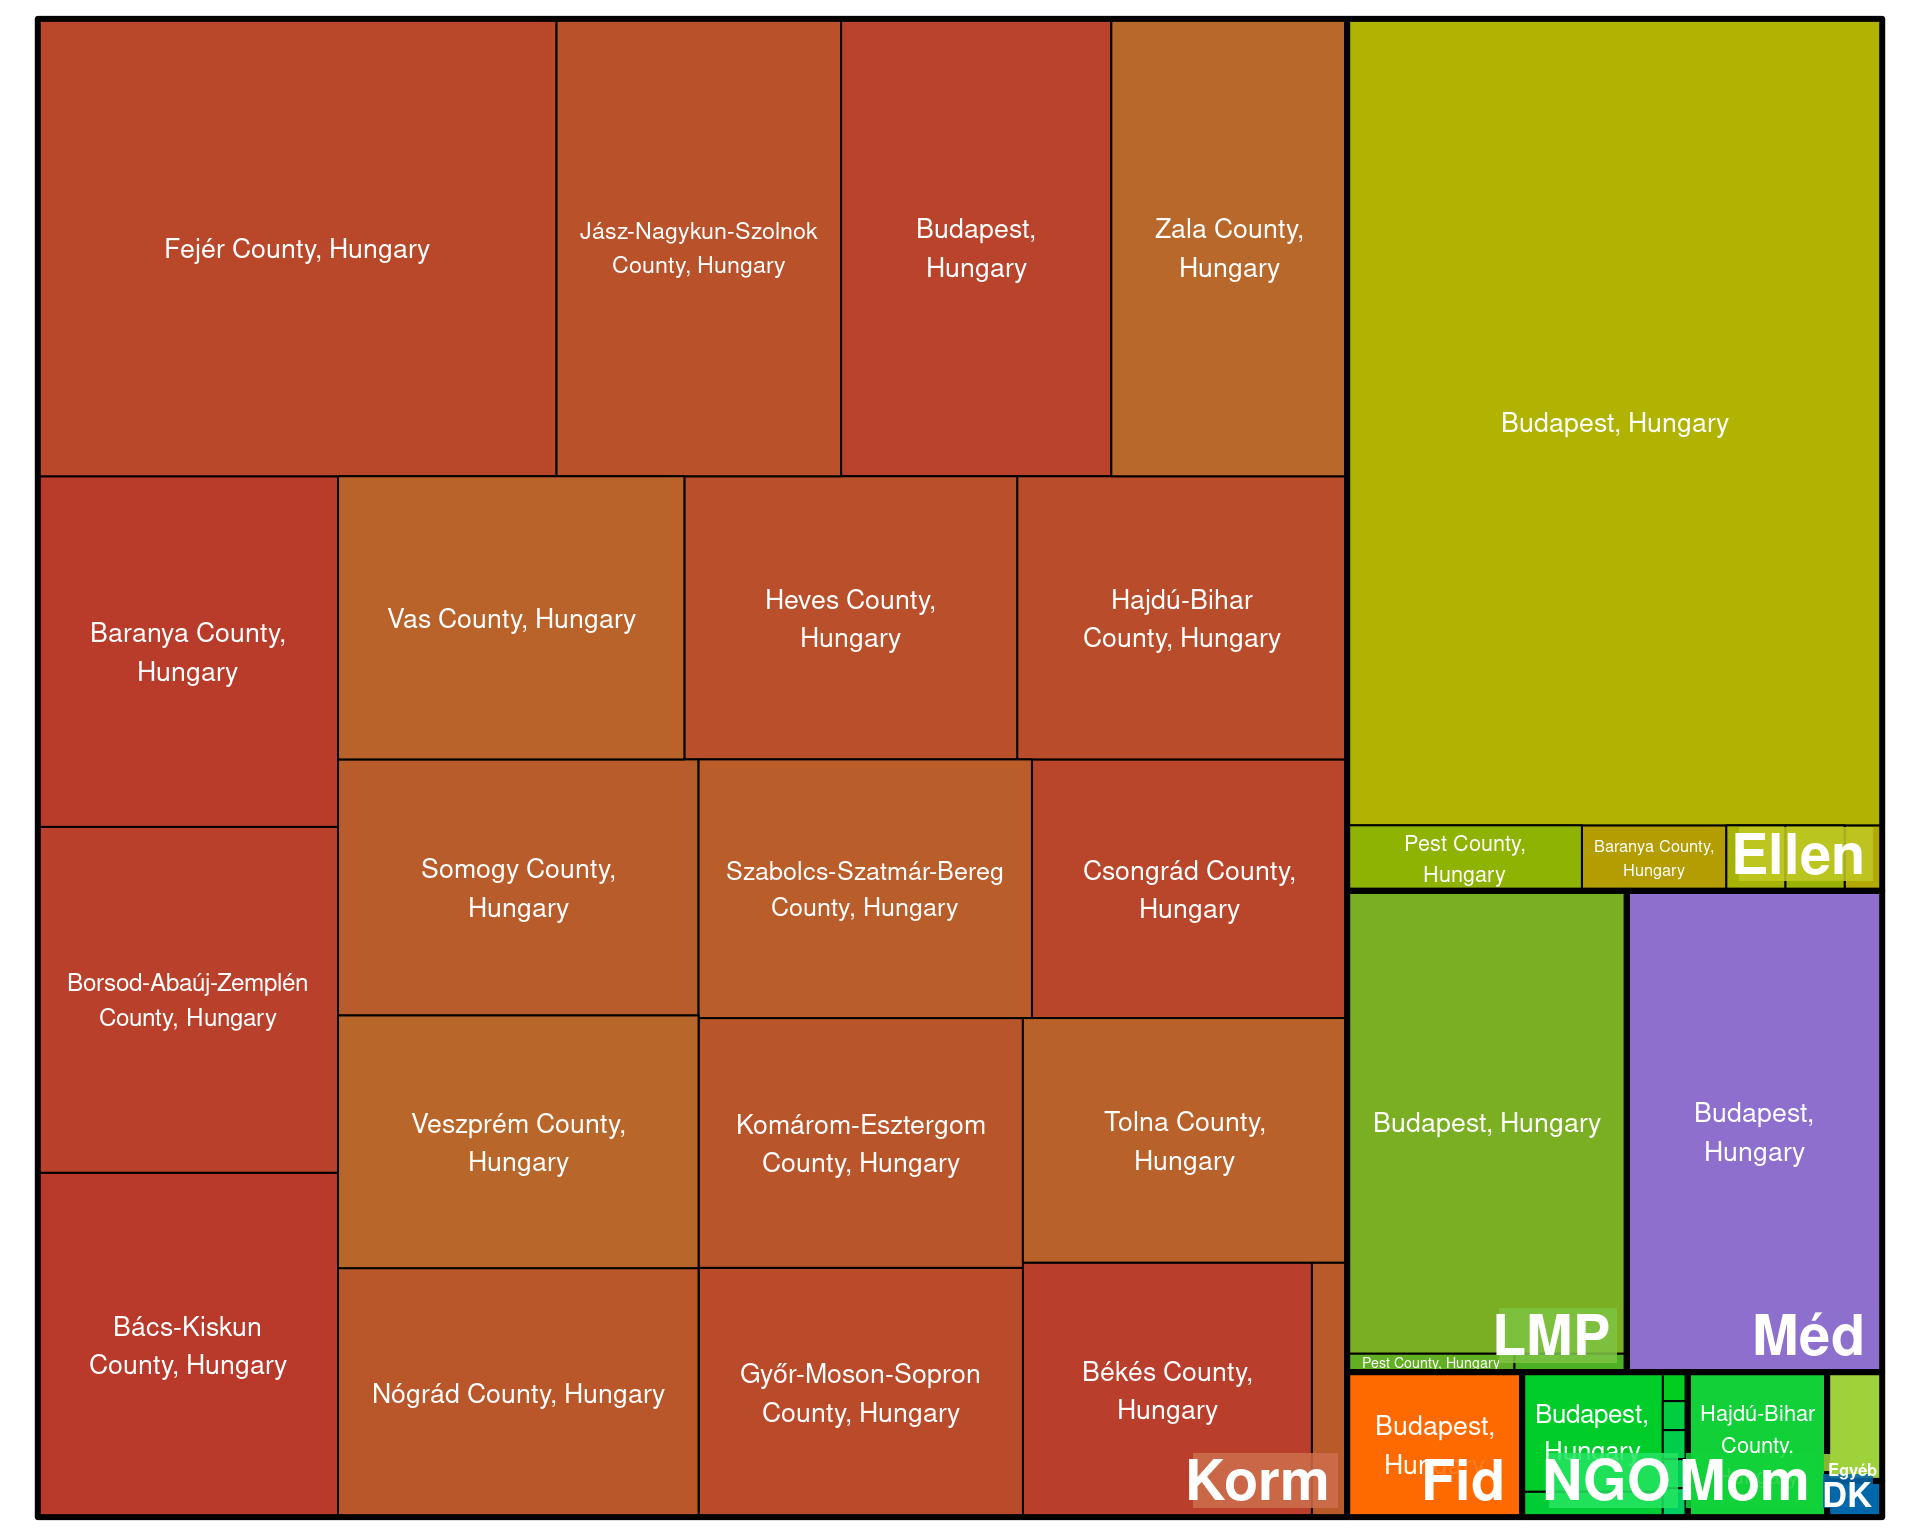 Fejér County, Hungary
Jász-Nagykun-Szolnok
County, Hungary
Budapest,
Hungary
Zala County,
Hungary
Budapest, Hungary
Baranya County,
Hungary
Vas County, Hungary
Heves County,
Hungary
Hajdú-Bihar
County, Hungary
Pest County,
Hungary
Baranya County,
Hungary
Ellen
Somogy County,
Hungary
Szabolcs-Szatmár-Bereg
County, Hungary
Csongrád County,
Hungary
Borsod-Abaúj-Zemplén
County, Hungary
Veszprém County,
Hungary
Komárom-Esztergom
County, Hungary
Tolna County,
Hungary
Budapest, Hungary
Budapest,
Hungary
LMP
Méd
Pest County, Hungary
Bács-Kiskun
County, Hungary
Nógrád County, Hungary
Győr-Moson-Sopron
County, Hungary
Békés County,
Hungary
Korm
Budapest,
Hungary
Fid
Budapest,
Hungary
NGO
Hajdú-Bihar
County,
Mom
Egyéb
DK